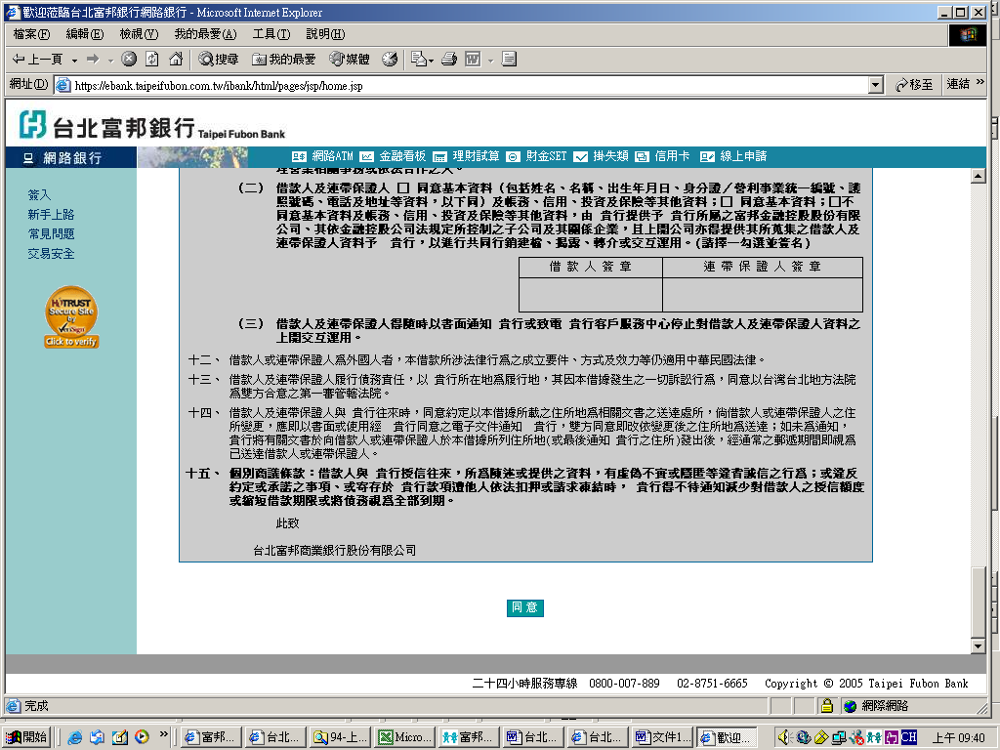 歡迎蒞臨台北富邦銀行網路銀行 - Microsoft Internet Explorer
檔案(F) 編輯(E) 檢視(V) 我的最愛(A) 工具(T) 說明(H)
上一頁 搜尋 我的最愛 媒體
網址(D) https://ebank.taipeifubon.com.tw/ibank/html/pages/jsp/home.jsp 移至 連結 »
台北富邦銀行 Taipei Fubon Bank
網路銀行 網路ATM 金融看板 理財試算 財金SET 掛失類 信用卡 線上申請
簽入
新手上路
常見問題
交易安全
HiTRUST
Secure Site
by
VeriSign
Click to verify
(二) 借款人及連帶保證人 □ 同意基本資料（包括姓名、名稱、出生年月日、身分證／營利事業統一編號、護
照號碼、電話及地址等資料，以下同）及帳務、信用、投資及保險等其他資料；□ 同意基本資料；□不
同意基本資料及帳務、信用、投資及保險等其他資料，由 貴行提供予 貴行所屬之富邦金融控股股份有限
公司、其依金融控股公司法規定所控制之子公司及其關係企業，且上開公司亦得提供其所蒐集之借款人及
連帶保證人資料予 貴行，以進行共同行銷建檔、揭露、轉介或交互運用。(請擇一勾選並簽名)
借 款 人 簽 章 連 帶 保 證 人 簽 章
(三) 借款人及連帶保證人得隨時以書面通知 貴行或致電 貴行客戶服務中心停止對借款人及連帶保證人資料之
上開交互運用。
十二、 借款人或連帶保證人為外國人者，本借款所涉法律行為之成立要件、方式及效力等仍適用中華民國法律。
十三、 借款人及連帶保證人履行債務責任，以 貴行所在地為履行地，其因本借據發生之一切訴訟行為，同意以台灣台北地方法院
為雙方合意之第一審管轄法院。
十四、 借款人及連帶保證人與 貴行往來時，同意約定以本借據所載之住所地為相關文書之送達處所，倘借款人或連帶保證人之住
所變更，應即以書面或使用經 貴行同意之電子文件通知 貴行，雙方同意即改依變更後之住所地為送達；如未為通知，
貴行將有關文書於向借款人或連帶保證人於本借據所列住所地(或最後通知 貴行之住所)發出後，經通常之郵遞期間即視為
已送達借款人或連帶保證人。
十五、 個別商議條款：借款人與 貴行授信往來，所為陳述或提供之資料，有虛偽不實或隱匿等違背誠信之行為；或違反
約定或承諾之事項、或寄存於 貴行款項遭他人依法扣押或請求凍結時， 貴行得不待通知減少對借款人之授信額度
或縮短借款期限或將債務視為全部到期。
此致
台北富邦商業銀行股份有限公司
同 意
二十四小時服務專線 0800-007-889 02-8751-6665 Copyright © 2005 Taipei Fubon Bank
完成 網際網路
開始 » 富邦... 台北... 94-上... Micro... 富邦... 台北... 台北... 文件1... 歡迎... CH 上午 09:40